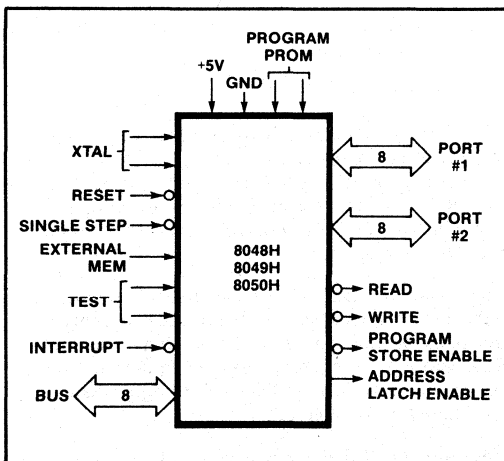 PROGRAM
PROM
+5V
GND
XTAL
RESET
SINGLE STEP
EXTERNAL
MEM
TEST
INTERRUPT
BUS
8
8048H
8049H
8050H
8
PORT
#1
8
PORT
#2
READ
WRITE
PROGRAM
STORE ENABLE
ADDRESS
LATCH ENABLE